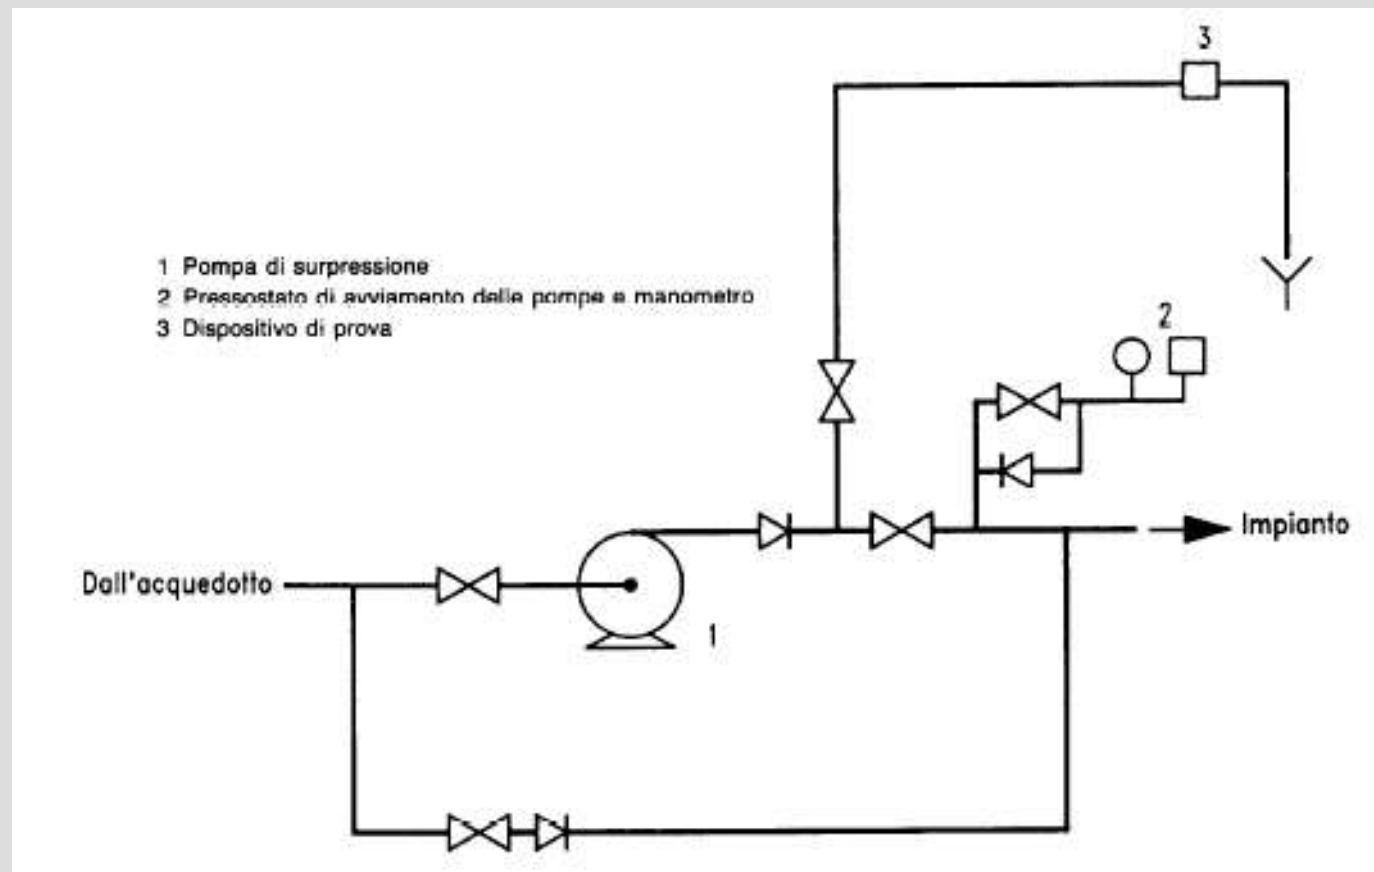 3
1 Pompa di surpressione
2 Pressostato di avviamento delle pompe e manometro
3 Dispositivo di prova
2
Impianto
Dall'acquedotto
1